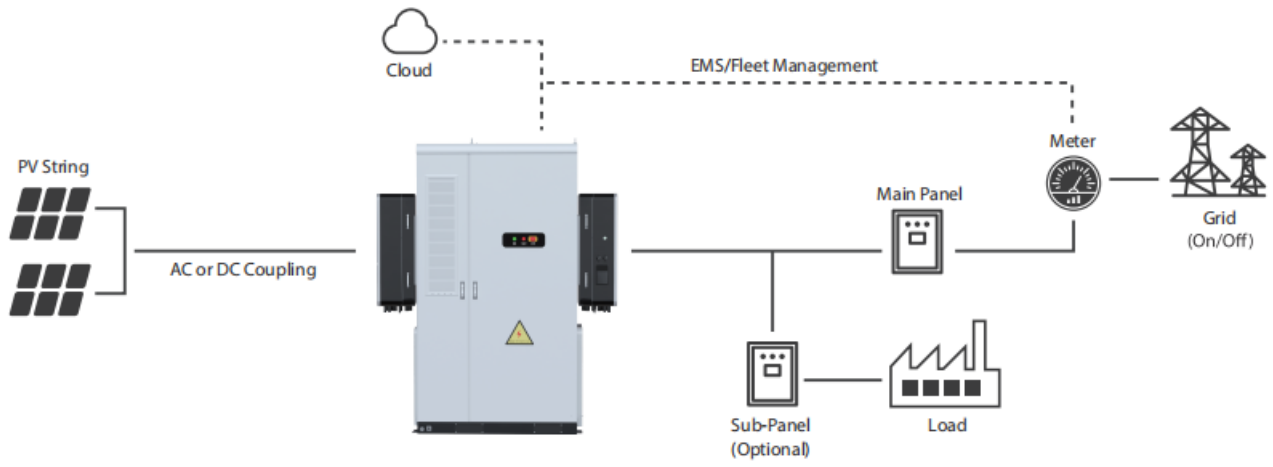 Cloud
EMS/Fleet Management
PV String
Meter
Main Panel
Grid
(On/Off)
AC or DC Coupling
Sub-Panel
(Optional)
Load